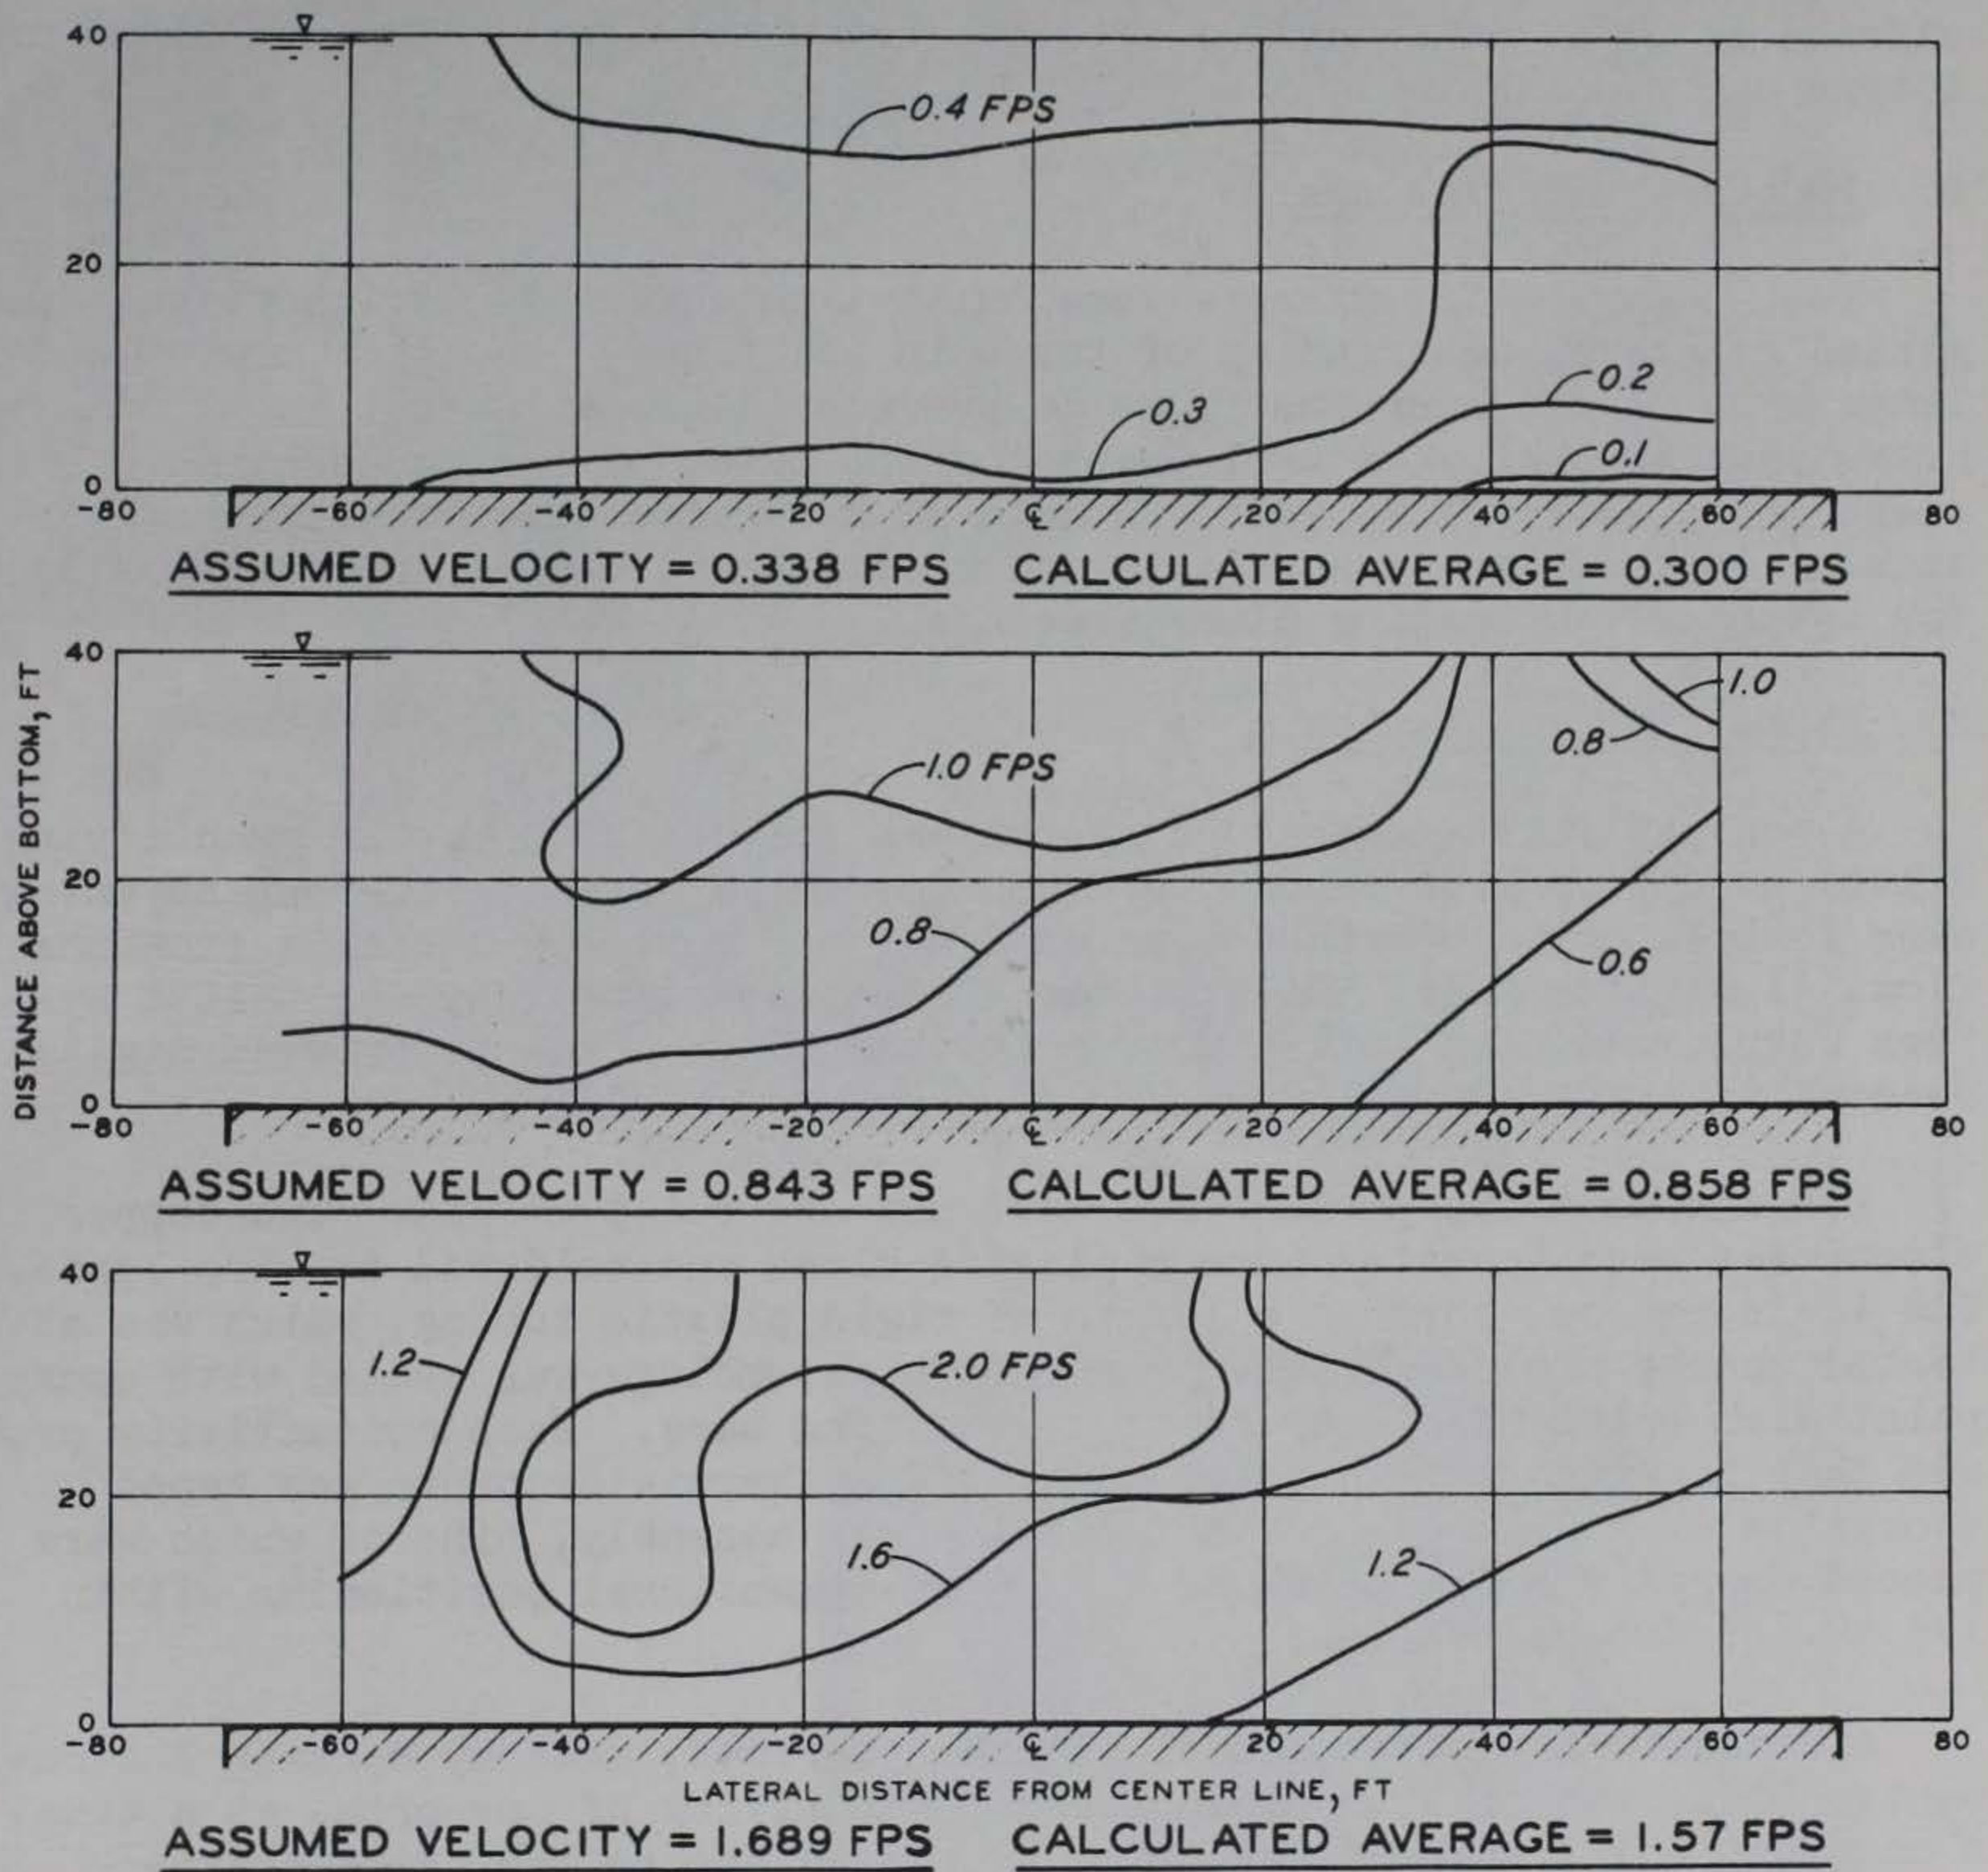 40
0.4 FPS
20
0.3
0.2
0.1
0
-80 -60 -40 -20 ℄ 20 40 60 80
ASSUMED VELOCITY = 0.338 FPS CALCULATED AVERAGE = 0.300 FPS
DISTANCE ABOVE BOTTOM, FT
40
1.0
0.8
1.0 FPS
20
0.8
0.6
0
-80 -60 -40 -20 ℄ 20 40 60 80
ASSUMED VELOCITY = 0.843 FPS CALCULATED AVERAGE = 0.858 FPS
40
1.2
2.0 FPS
20
1.6
1.2
0
-80 -60 -40 -20 ℄ 20 40 60 80
LATERAL DISTANCE FROM CENTER LINE, FT
ASSUMED VELOCITY = 1.689 FPS CALCULATED AVERAGE = 1.57 FPS